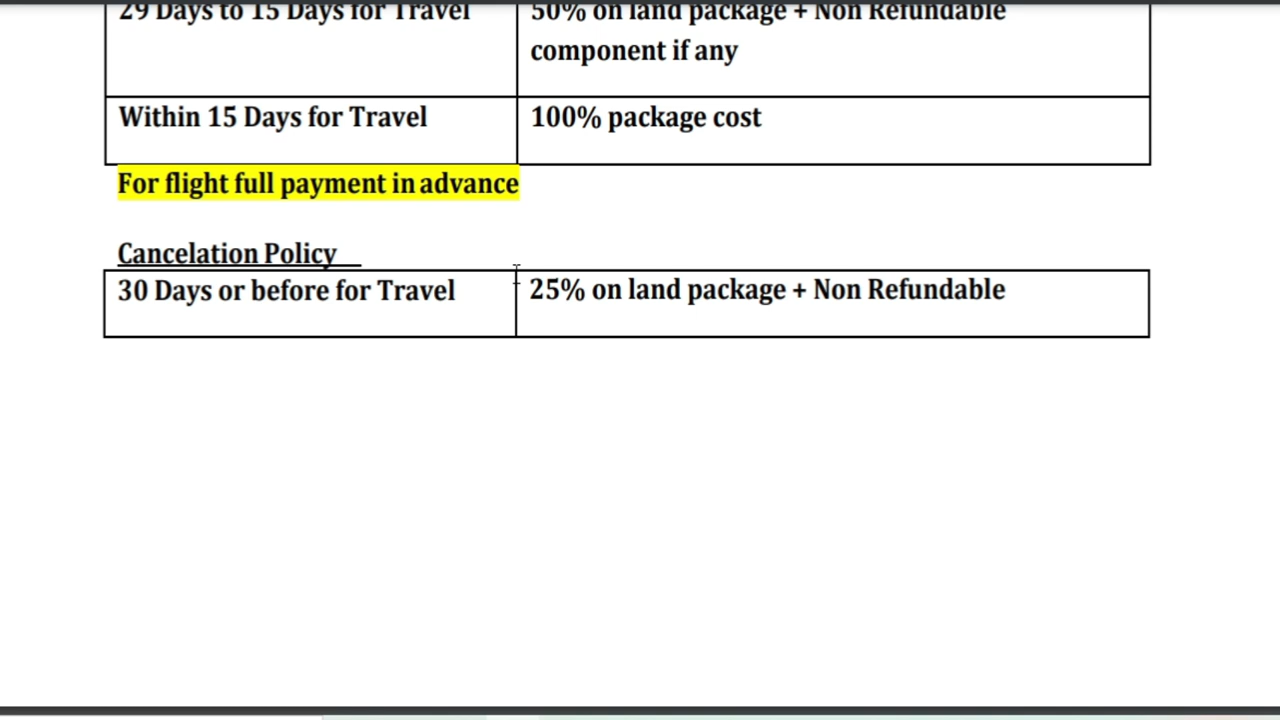 29 Days to 15 Days for Travel
50% on land package + Non Refundable
component if any
Within 15 Days for Travel
100% package cost
For flight full payment in advance
Cancelation Policy
30 Days or before for Travel
25% on land package + Non Refundable